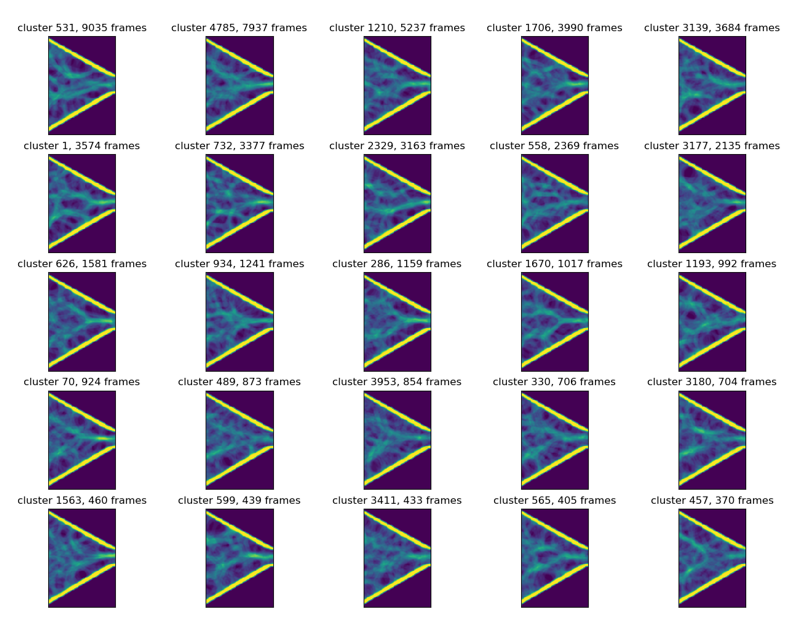 cluster 531, 9035 frames
cluster 4785, 7937 frames
cluster 1210, 5237 frames
cluster 1706, 3990 frames
cluster 3139, 3684 frames
cluster 1, 3574 frames
cluster 732, 3377 frames
cluster 2329, 3163 frames
cluster 558, 2369 frames
cluster 3177, 2135 frames
cluster 626, 1581 frames
cluster 934, 1241 frames
cluster 286, 1159 frames
cluster 1670, 1017 frames
cluster 1193, 992 frames
cluster 70, 924 frames
cluster 489, 873 frames
cluster 3953, 854 frames
cluster 330, 706 frames
cluster 3180, 704 frames
cluster 1563, 460 frames
cluster 599, 439 frames
cluster 3411, 433 frames
cluster 565, 405 frames
cluster 457, 370 frames